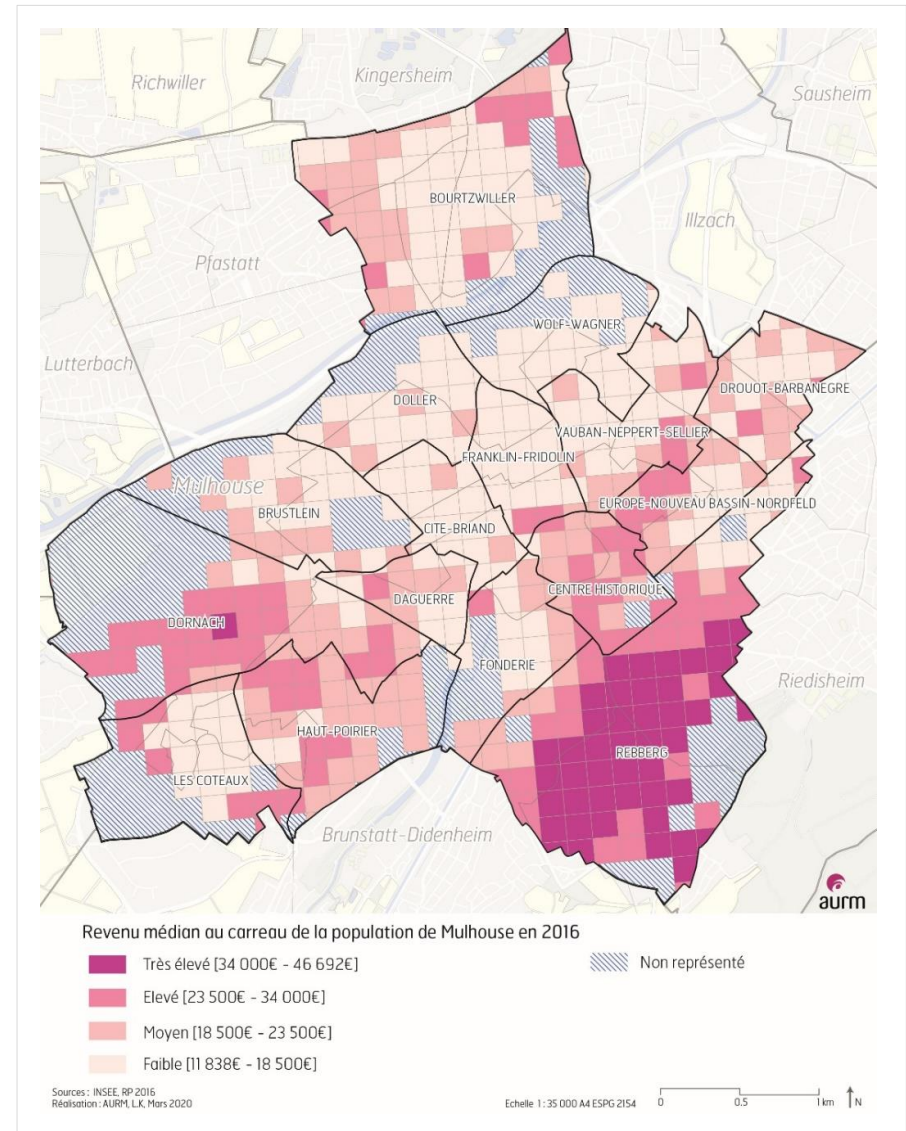 Richwiller
Kingersheim
Sausheim
BOURTZWILLER
Illzach
Pfastatt
WOLF-WAGNER
Lutterbach
DROUOT-BARBANEGRE
DOLLER
VAUBAN-NEPPERT-SELLIER
FRANKLIN-FRIDOLIN
Mulhouse
EUROPE-NOUVEAU BASSIN-NORDFELD
BRUSTLEIN
CITE-BRIAND
CENTRE HISTORIQUE
DAGUERRE
DORNACH
FONDERIE
Riedisheim
HAUT-POIRIER
REBBERG
LES COTEAUX
Brunstatt-Didenheim
aurm
Revenu médian au carreau de la population de Mulhouse en 2016
Très élevé [34 000€ - 46 692€]
Non représenté
Elevé [23 500€ - 34 000€]
Moyen [18 500€ - 23 500€]
Faible [11 838€ - 18 500€]
Sources : INSEE, RP 2016
Réalisation : AURM, L.K, Mars 2020
Echelle 1 : 35 000 A4 ESPG 2154
0 0.5 1 km N